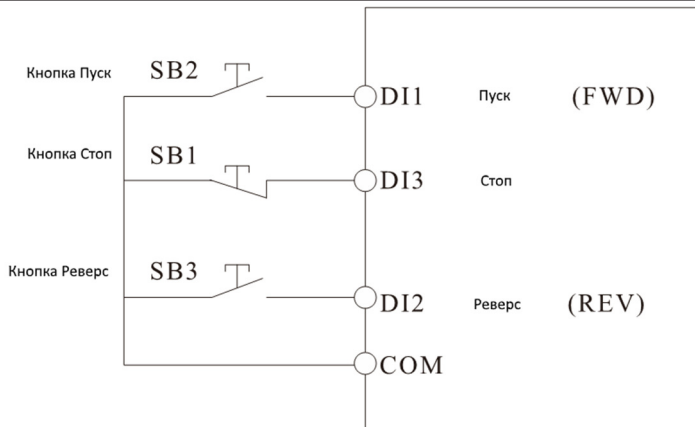 Кнопка Пуск SB2
DI1 Пуск (FWD)
Кнопка Стоп SB1
DI3 Стоп
Кнопка Реверс SB3
DI2 Реверс (REV)
COM